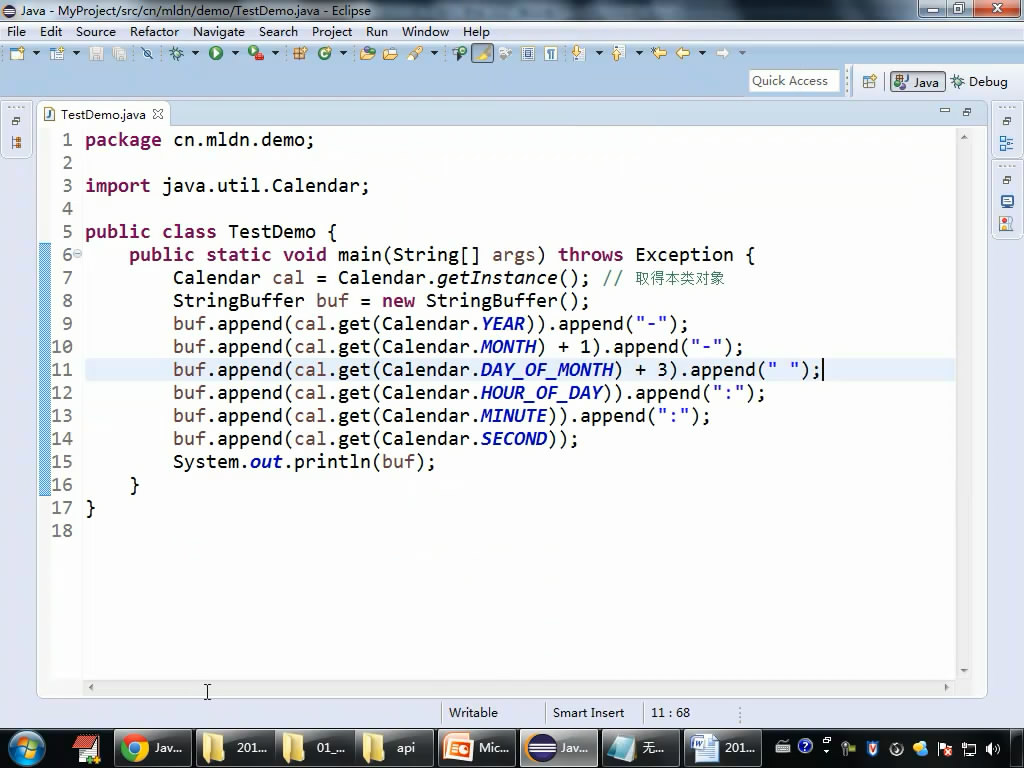 Java - MyProject/src/cn/mldn/demo/TestDemo.java - Eclipse
File Edit Source Refactor Navigate Search Project Run Window Help
Quick Access Java Debug
TestDemo.java
1 package cn.mldn.demo;
2
3 import java.util.Calendar;
4
5 public class TestDemo {
6 public static void main(String[] args) throws Exception {
7 Calendar cal = Calendar.getInstance(); // 取得本类对象
8 StringBuffer buf = new StringBuffer();
9 buf.append(cal.get(Calendar.YEAR)).append("-");
10 buf.append(cal.get(Calendar.MONTH) + 1).append("-");
11 buf.append(cal.get(Calendar.DAY_OF_MONTH) + 3).append(" ");
12 buf.append(cal.get(Calendar.HOUR_OF_DAY)).append(":");
13 buf.append(cal.get(Calendar.MINUTE)).append(":");
14 buf.append(cal.get(Calendar.SECOND));
15 System.out.println(buf);
16 }
17 }
18
Writable Smart Insert 11 : 68
Jav... 201... 01_... api Mic... Jav... 无... 201...